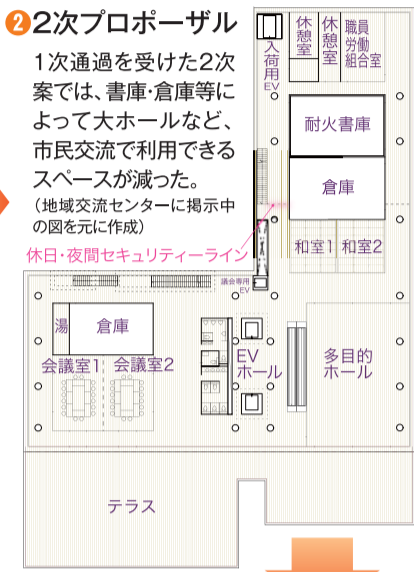 ❷2次プロポーザル
1次通過を受けた2次
案では、書庫・倉庫等に
よって大ホールなど、
市民交流で利用できる
スペースが減った。
（地域交流センターに掲示中
の図を元に作成）
休日・夜間セキュリティーライン
入荷用EV
休憩室
休憩室
職員
労働
組合室
耐火書庫
倉庫
和室1
和室2
議会専用
EV
湯
倉庫
会議室1
会議室2
EV
ホール
多目的
ホール
テラス